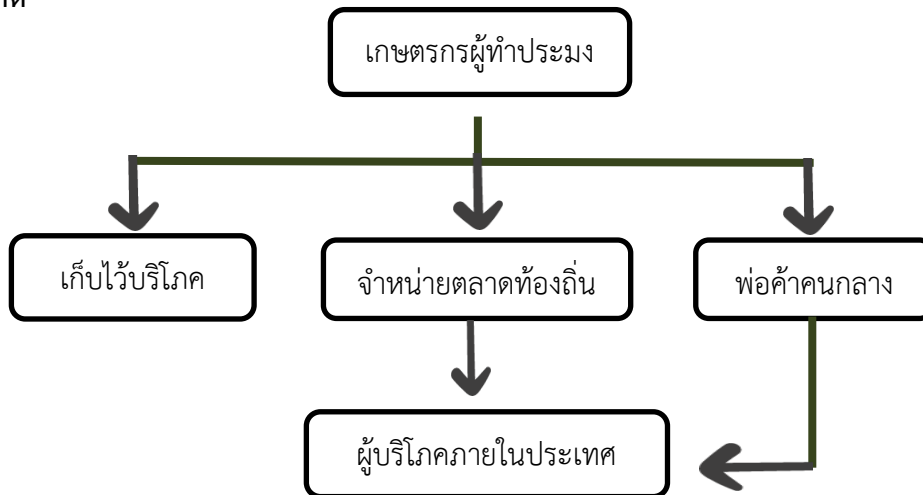 เกษตรกรผู้ทำประมง
เก็บไว้บริโภค
จำหน่ายตลาดท้องถิ่น
พ่อค้าคนกลาง
ผู้บริโภคภายในประเทศ